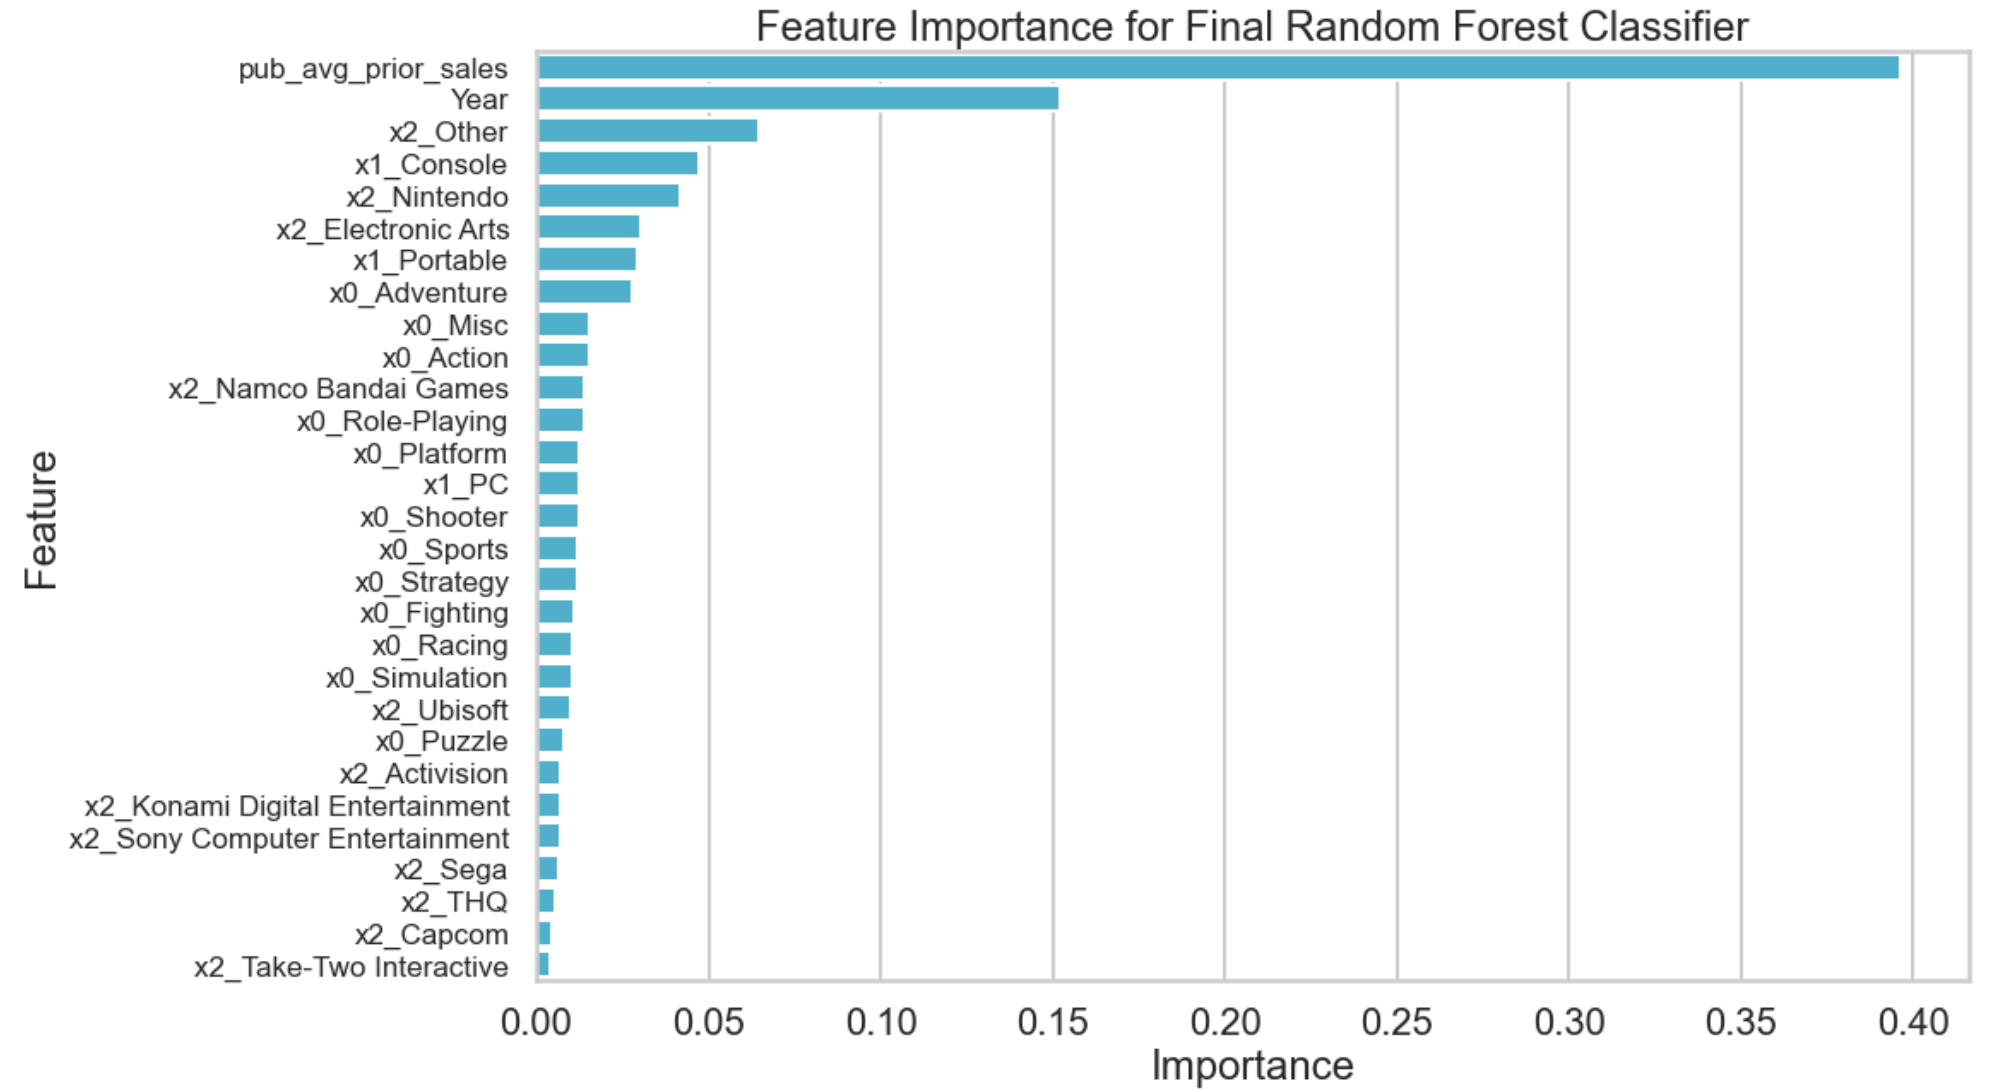 Feature Importance for Final Random Forest Classifier
pub_avg_prior_sales
Year
x2_Other
x1_Console
x2_Nintendo
x2_Electronic Arts
x1_Portable
x0_Adventure
x0_Misc
x0_Action
x2_Namco Bandai Games
x0_Role-Playing
x0_Platform
x1_PC
x0_Shooter
x0_Sports
x0_Strategy
x0_Fighting
x0_Racing
x0_Simulation
x2_Ubisoft
x0_Puzzle
x2_Activision
x2_Konami Digital Entertainment
x2_Sony Computer Entertainment
x2_Sega
x2_THQ
x2_Capcom
x2_Take-Two Interactive
Feature
0.00 0.05 0.10 0.15 0.20 0.25 0.30 0.35 0.40
Importance